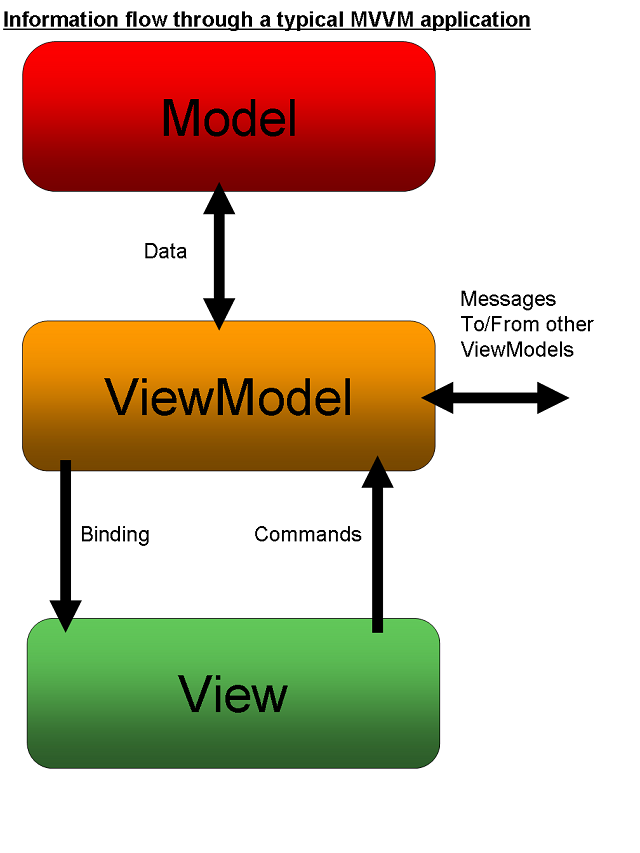 Information flow through a typical MVVM application
Model
Data
Messages
To/From other
ViewModels
ViewModel
Binding
Commands
View